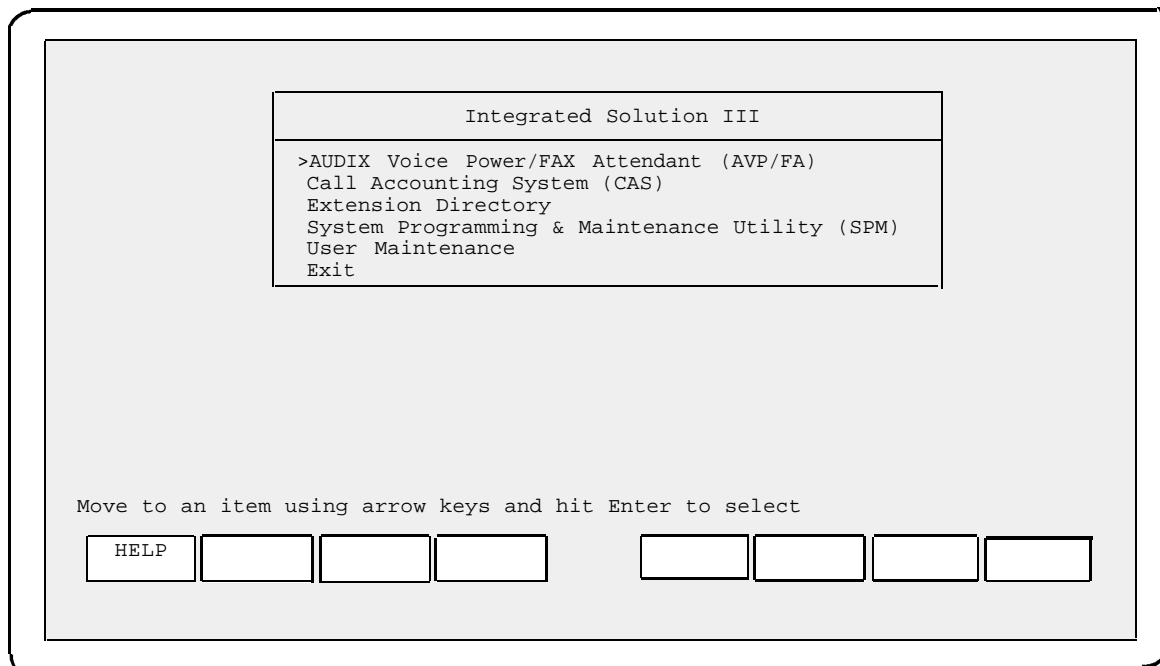 Integrated Solution III
>AUDIX Voice Power/FAX Attendant (AVP/FA)
Call Accounting System (CAS)
Extension Directory
System Programming & Maintenance Utility (SPM)
User Maintenance
Exit
Move to an item using arrow keys and hit Enter to select
HELP